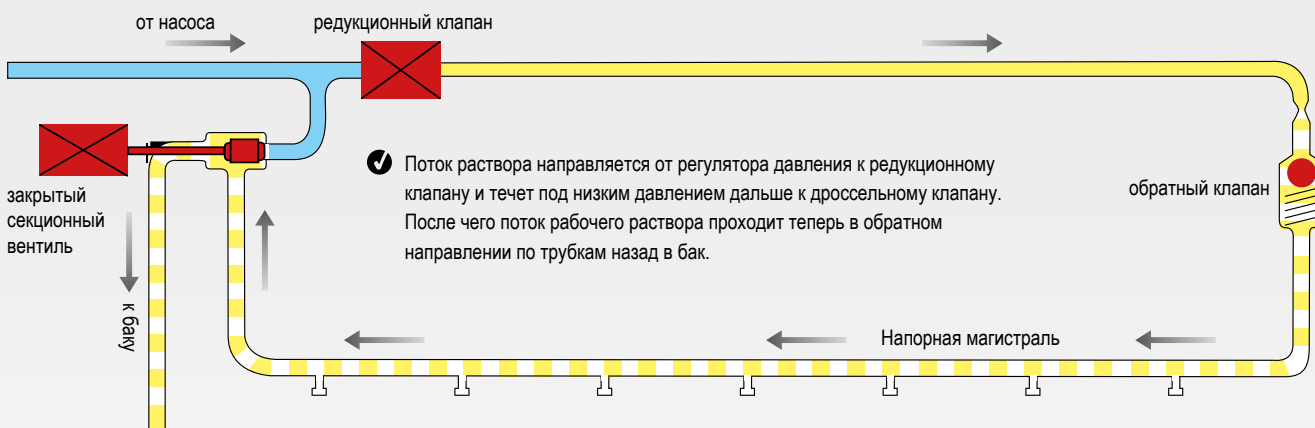 от насоса
редукционный клапан
закрытый
секционный
вентиль
Поток раствора направляется от регулятора давления к редукционному
клапану и течет под низким давлением дальше к дроссельному клапану.
После чего поток рабочего раствора проходит теперь в обратном
направлении по трубкам назад в бак.
обратный клапан
к баку
Напорная магистраль